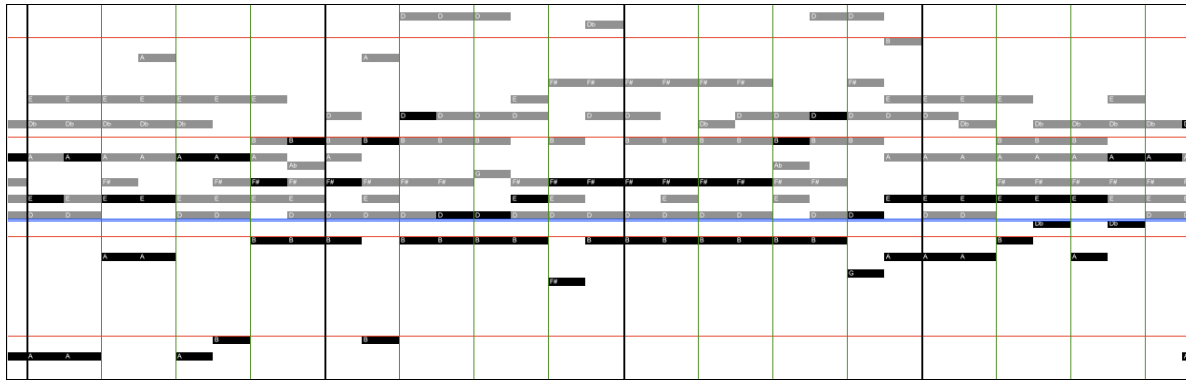 D D D D D
Db
B
A A
F# F# F# F# F# F# F# F#
E E E E E E E E E E E E E
D D D D D D D D D D D D
Db Db Db Db Db Db Db Db Db Db Db
B B B B B B B B B B B B B B B B
A A A A A A A A A A A A A A A A
Ab Ab
G
F# F# F# F# F# F# F# F# F# F# F# F# F# F# F# F# F# F# F# F# F# F#
E E E E E E E E E E E E E E E E E E E E
D D D D D D D D D D D D D D D D D D D D D
Db Db
B B B B B B B B B B B B B B B
A A A A A A
G
F#
B B
A A A